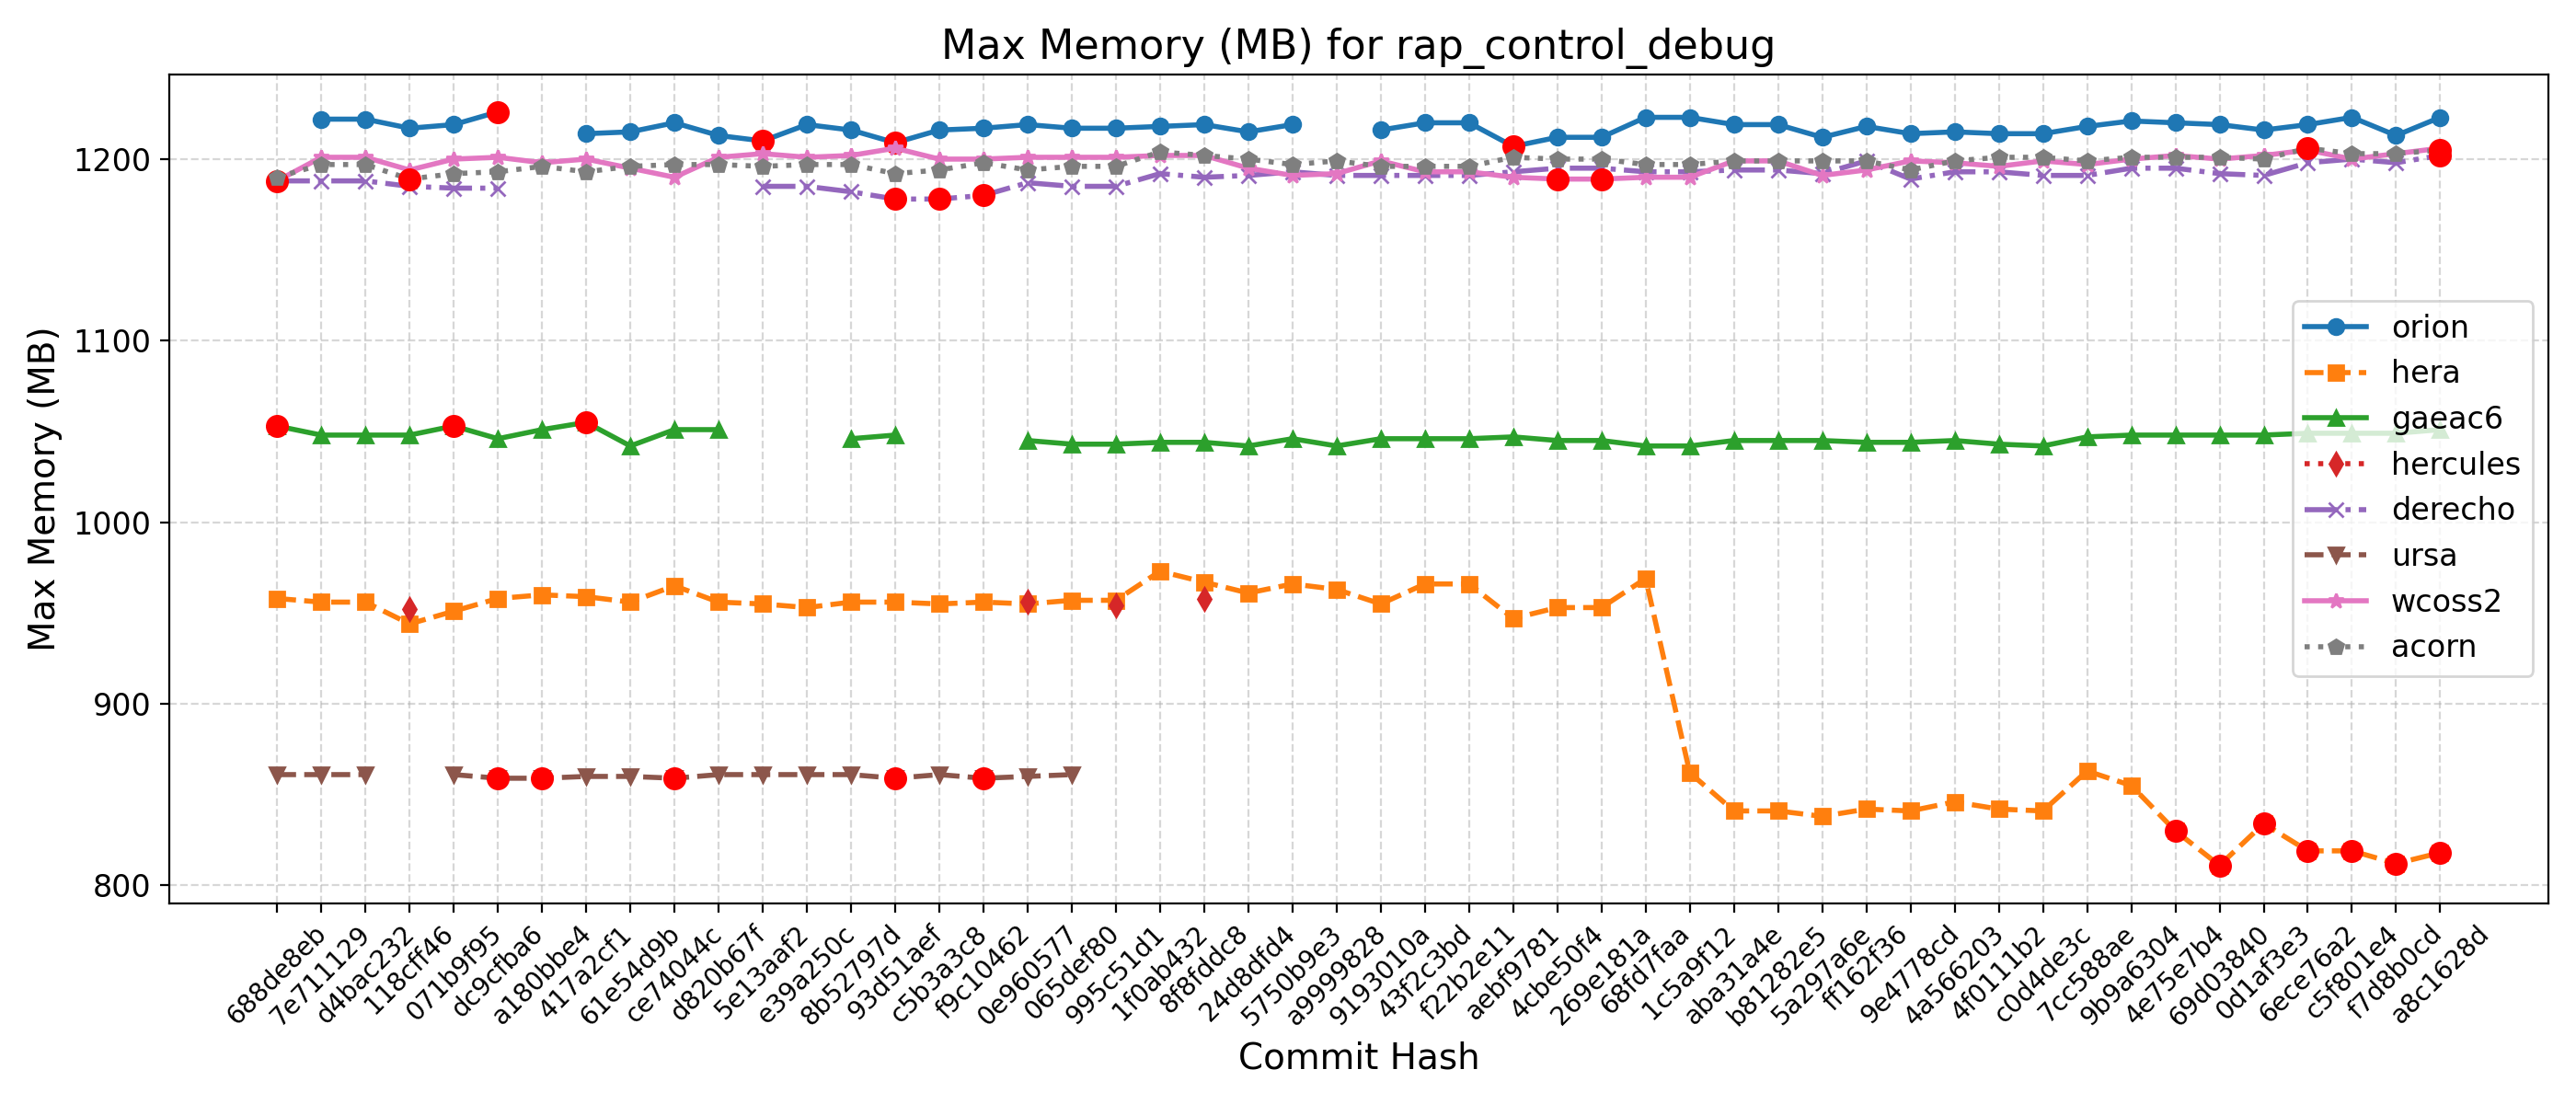 Max Memory (MB) for rap_control_debug
Max Memory (MB)
1200
1100
1000
900
800
orion
hera
gaeac6
hercules
derecho
ursa
wcoss2
acorn
688de8eb
7e711129
d4bac232
118cff46
071b9f95
dc9cfba6
a180bbe4
417a2cf1
61e54d9b
ce74044c
d820b67f
5e13aaf2
e39a250c
8b52797d
93d51aef
c5b3a3c8
f9c10462
0e960577
065def80
995c51d1
1f0ab432
8f8fddc8
24d8dfd4
5750b9e3
a9999828
9193010a
43f2c3bd
f22b2e11
aebf9781
4cbe50f4
269e181a
68fd7faa
1c5a9f12
aba31a4e
b81282e5
5a297a6e
ff162f36
9e4778cd
4a566203
4f0111b2
c0d4de3c
7cc588ae
9b9a6304
4e75e7b4
69d03840
0d1af3e3
6ece76a2
c5f801e4
f7d8b0cd
a8c1628d
Commit Hash